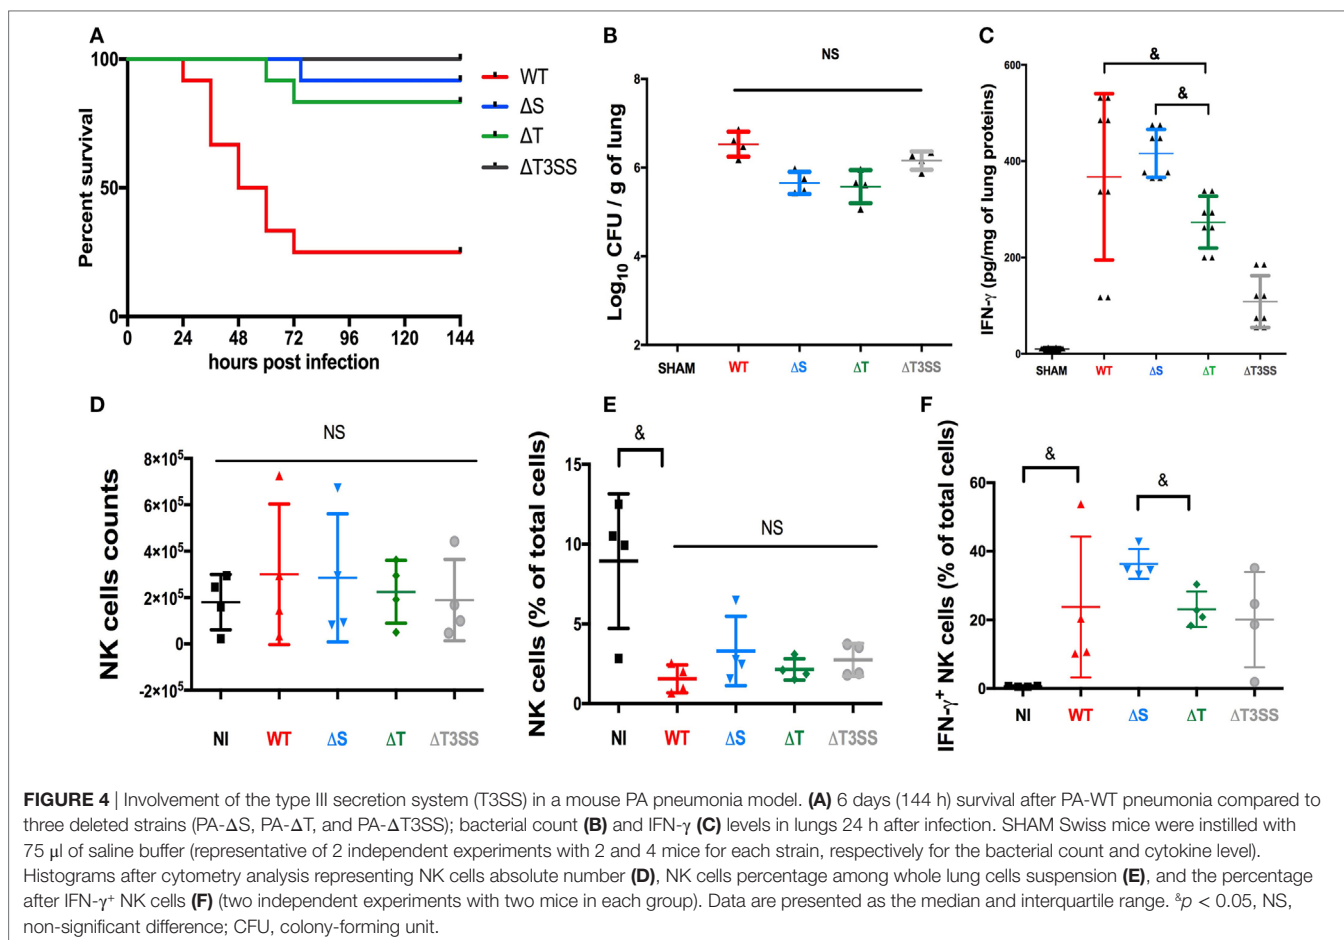 A
Percent survival
100
50
0
0 24 48 72 96 120 144
hours post infection
WT
ΔS
ΔT
ΔT3SS
B
NS
Log10 CFU / g of lung
8
6
4
2
SHAM WT ΔS ΔT ΔT3SS
C
&
&
IFN-γ (pg/mg of lung proteins)
600
400
200
0
SHAM WT ΔS ΔT ΔT3SS
D
NS
NK cells counts
8×10⁵
6×10⁵
4×10⁵
2×10⁵
0
-2×10⁵
NI WT ΔS ΔT ΔT3SS
E
&
NS
NK cells (% of total cells)
15
10
5
0
NI WT ΔS ΔT ΔT3SS
F
&
&
IFN-γ⁺ NK cells (% of total cells)
60
40
20
0
NI WT ΔS ΔT ΔT3SS
FIGURE 4 | Involvement of the type III secretion system (T3SS) in a mouse PA pneumonia model. (A) 6 days (144 h) survival after PA-WT pneumonia compared to
three deleted strains (PA-ΔS, PA-ΔT, and PA-ΔT3SS); bacterial count (B) and IFN-γ (C) levels in lungs 24 h after infection. SHAM Swiss mice were instilled with
75 μl of saline buffer (representative of 2 independent experiments with 2 and 4 mice for each strain, respectively for the bacterial count and cytokine level).
Histograms after cytometry analysis representing NK cells absolute number (D), NK cells percentage among whole lung cells suspension (E), and the percentage
after IFN-γ⁺ NK cells (F) (two independent experiments with two mice in each group). Data are presented as the median and interquartile range. &p < 0.05, NS,
non-significant difference; CFU, colony-forming unit.